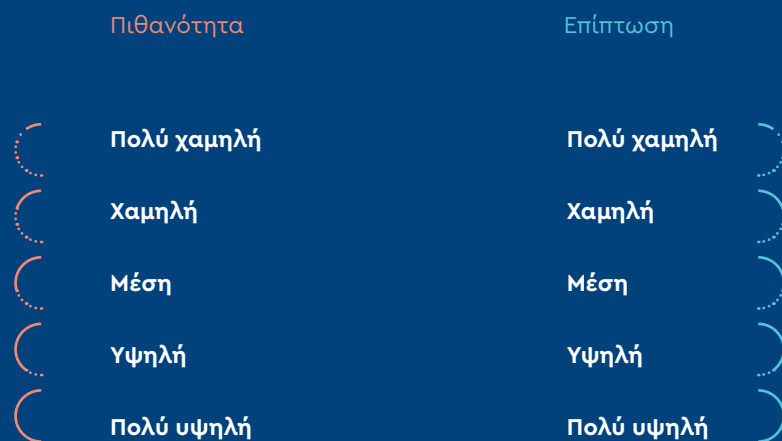 Πιθανότητα
Επίπτωση
Πολύ χαμηλή
Πολύ χαμηλή
Χαμηλή
Χαμηλή
Μέση
Μέση
Υψηλή
Υψηλή
Πολύ υψηλή
Πολύ υψηλή